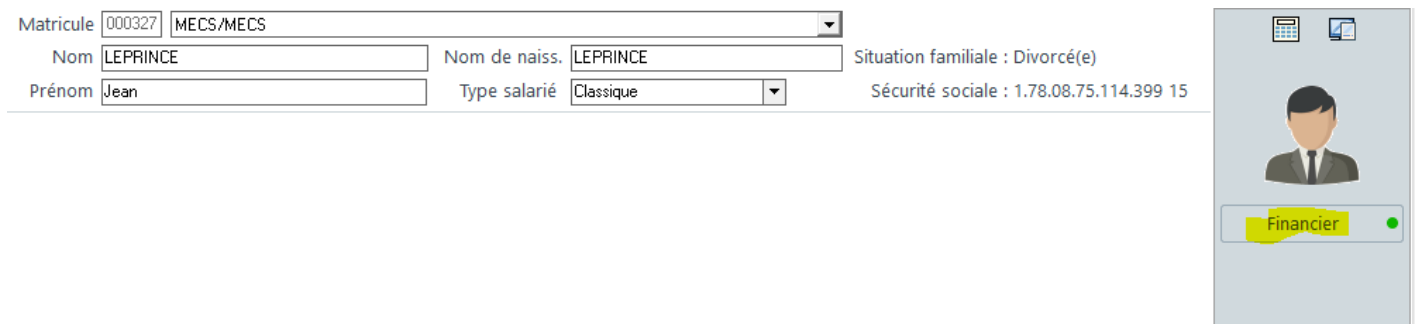 Matricule 000327 MECS/MECS
Nom LEPRINCE Nom de naiss. LEPRINCE Situation familiale : Divorcé(e)
Prénom Jean Type salarié Classique Sécurité sociale : 1.78.08.75.114.399 15
Financier